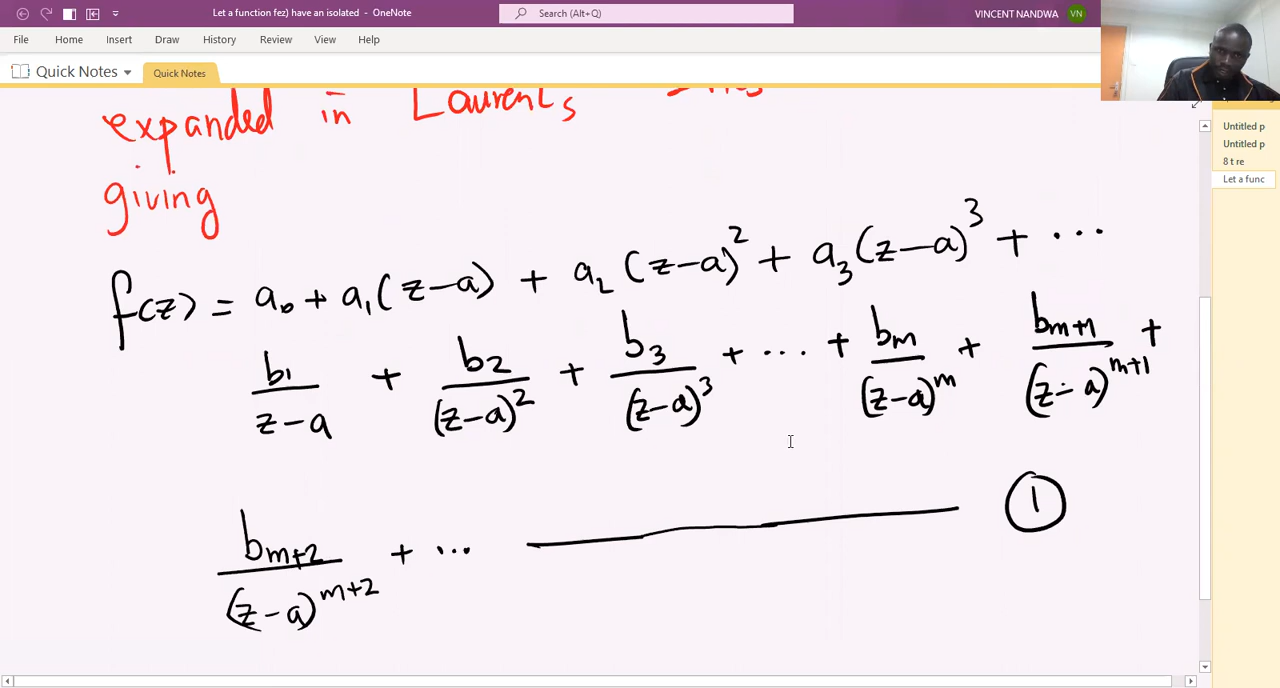 Let a function fez) have an isolated - OneNote
Search (Alt+Q)
VINCENT NANDWA
VN
File Home Insert Draw History Review View Help
Quick Notes
Quick Notes
Untitled p
Untitled p
8 t re
Let a func
expanded in Laurent's
giving
f(z) = a₀ + a₁(z-a) + a₂(z-a)² + a₃(z-a)³ + ...
b₁/(z-a) + b₂/(z-a)² + b₃/(z-a)³ + ... + bₘ/(z-a)ᵐ + bₘ₊₁/(z-a)ᵐ⁺¹ +
bₘ₊₂/(z-a)ᵐ⁺² + ... ——— ①